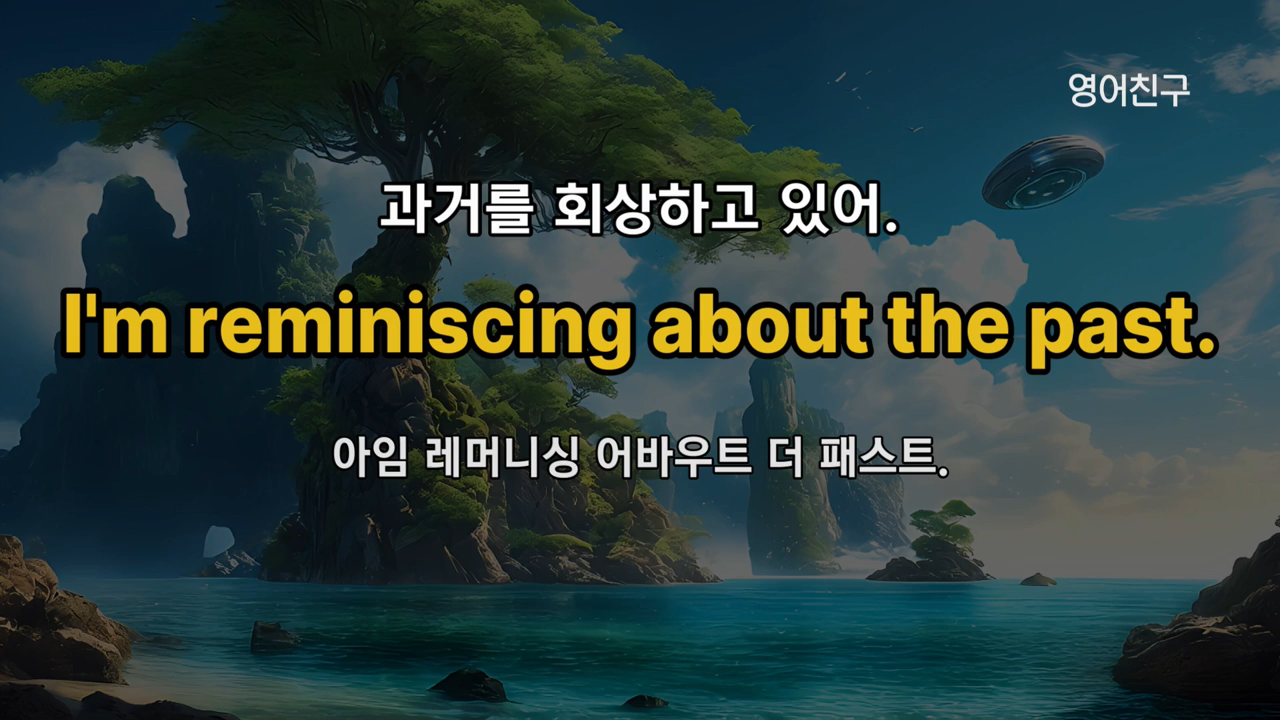 영어친구
과거를 회상하고 있어.
I'm reminiscing about the past.
아임 레머니싱 어바우트 더 패스트.